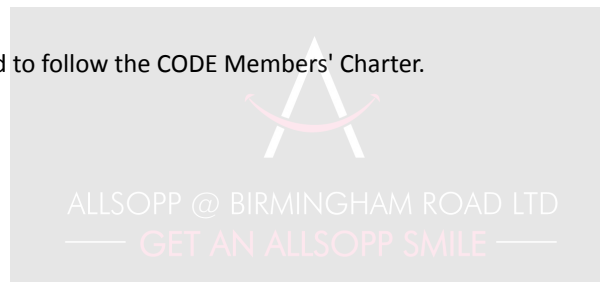 to follow the CODE Members' Charter.
ALLSOPP @ BIRMINGHAM ROAD LTD
GET AN ALLSOPP SMILE